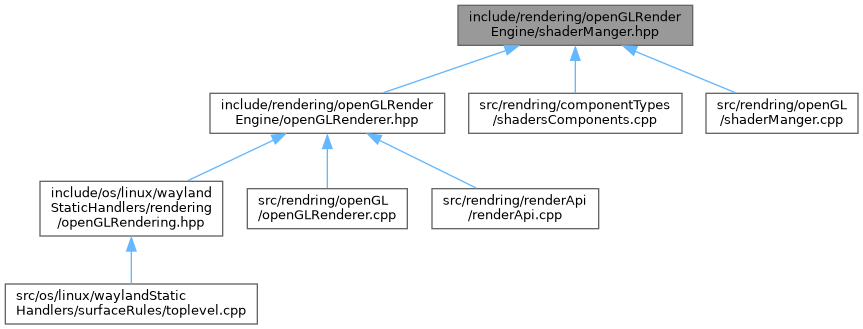 include/rendering/openGLRender
Engine/shaderManger.hpp
include/rendering/openGLRender
Engine/openGLRenderer.hpp
src/rendring/componentTypes
/shadersComponents.cpp
src/rendring/openGL
/shaderManger.cpp
include/os/linux/wayland
StaticHandlers/rendering
/openGLRendering.hpp
src/rendring/openGL
/openGLRenderer.cpp
src/rendring/renderApi
/renderApi.cpp
src/os/linux/waylandStatic
Handlers/surfaceRules/toplevel.cpp